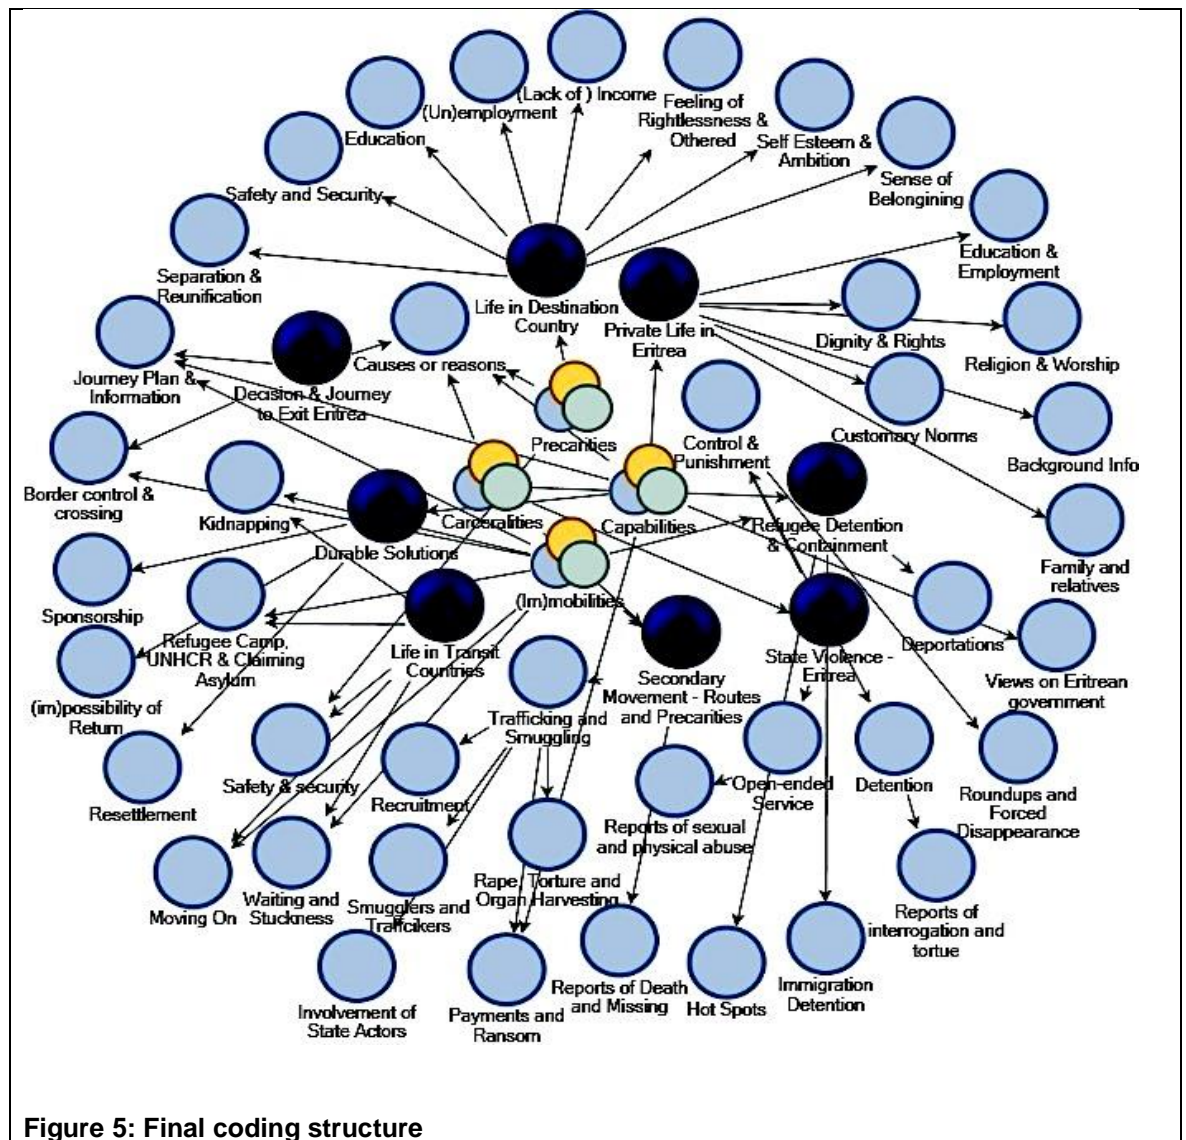 (Lack of ) Income
(Un)employment
Feeling of
Rightlessness &
Othered
Education
Self Esteem &
Ambition
Safety and Security
Sense of
Belongining
Separation &
Reunification
Education &
Employment
Life in Destination
Country
Private Life in
Eritrea
Dignity & Rights
Religion & Worship
Journey Plan &
Information
Decision & Journey
to Exit Eritrea
Causes or reasons
Precarities
Control &
Punishment
Customary Norms
Background Info
Border control &
crossing
Kidnapping
Durable Solutions
Carceralities
Capabilities
Refugee Detention
& Containment
Family and
relatives
Sponsorship
Refugee Camp,
UNHCR & Claiming
Asylum
(Im)mobilities
Life in Transit
Countries
Secondary
Movement - Routes
and Precarities
State Violence -
Eritrea
Deportations
Views on Eritrean
government
(im)possibility of
Return
Trafficking and
Smuggling
Resettlement
Safety & security
Recruitment
Reports of sexual
and physical abuse
Open-ended
Service
Detention
Roundups and
Forced
Disappearance
Moving On
Waiting and
Stuckness
Smugglers and
Traffcikers
Rape, Torture and
Organ Harvesting
Reports of
interrogation and
tortue
Involvement of
State Actors
Payments and
Ransom
Reports of Death
and Missing
Hot Spots
Immigration
Detention
Figure 5: Final coding structure